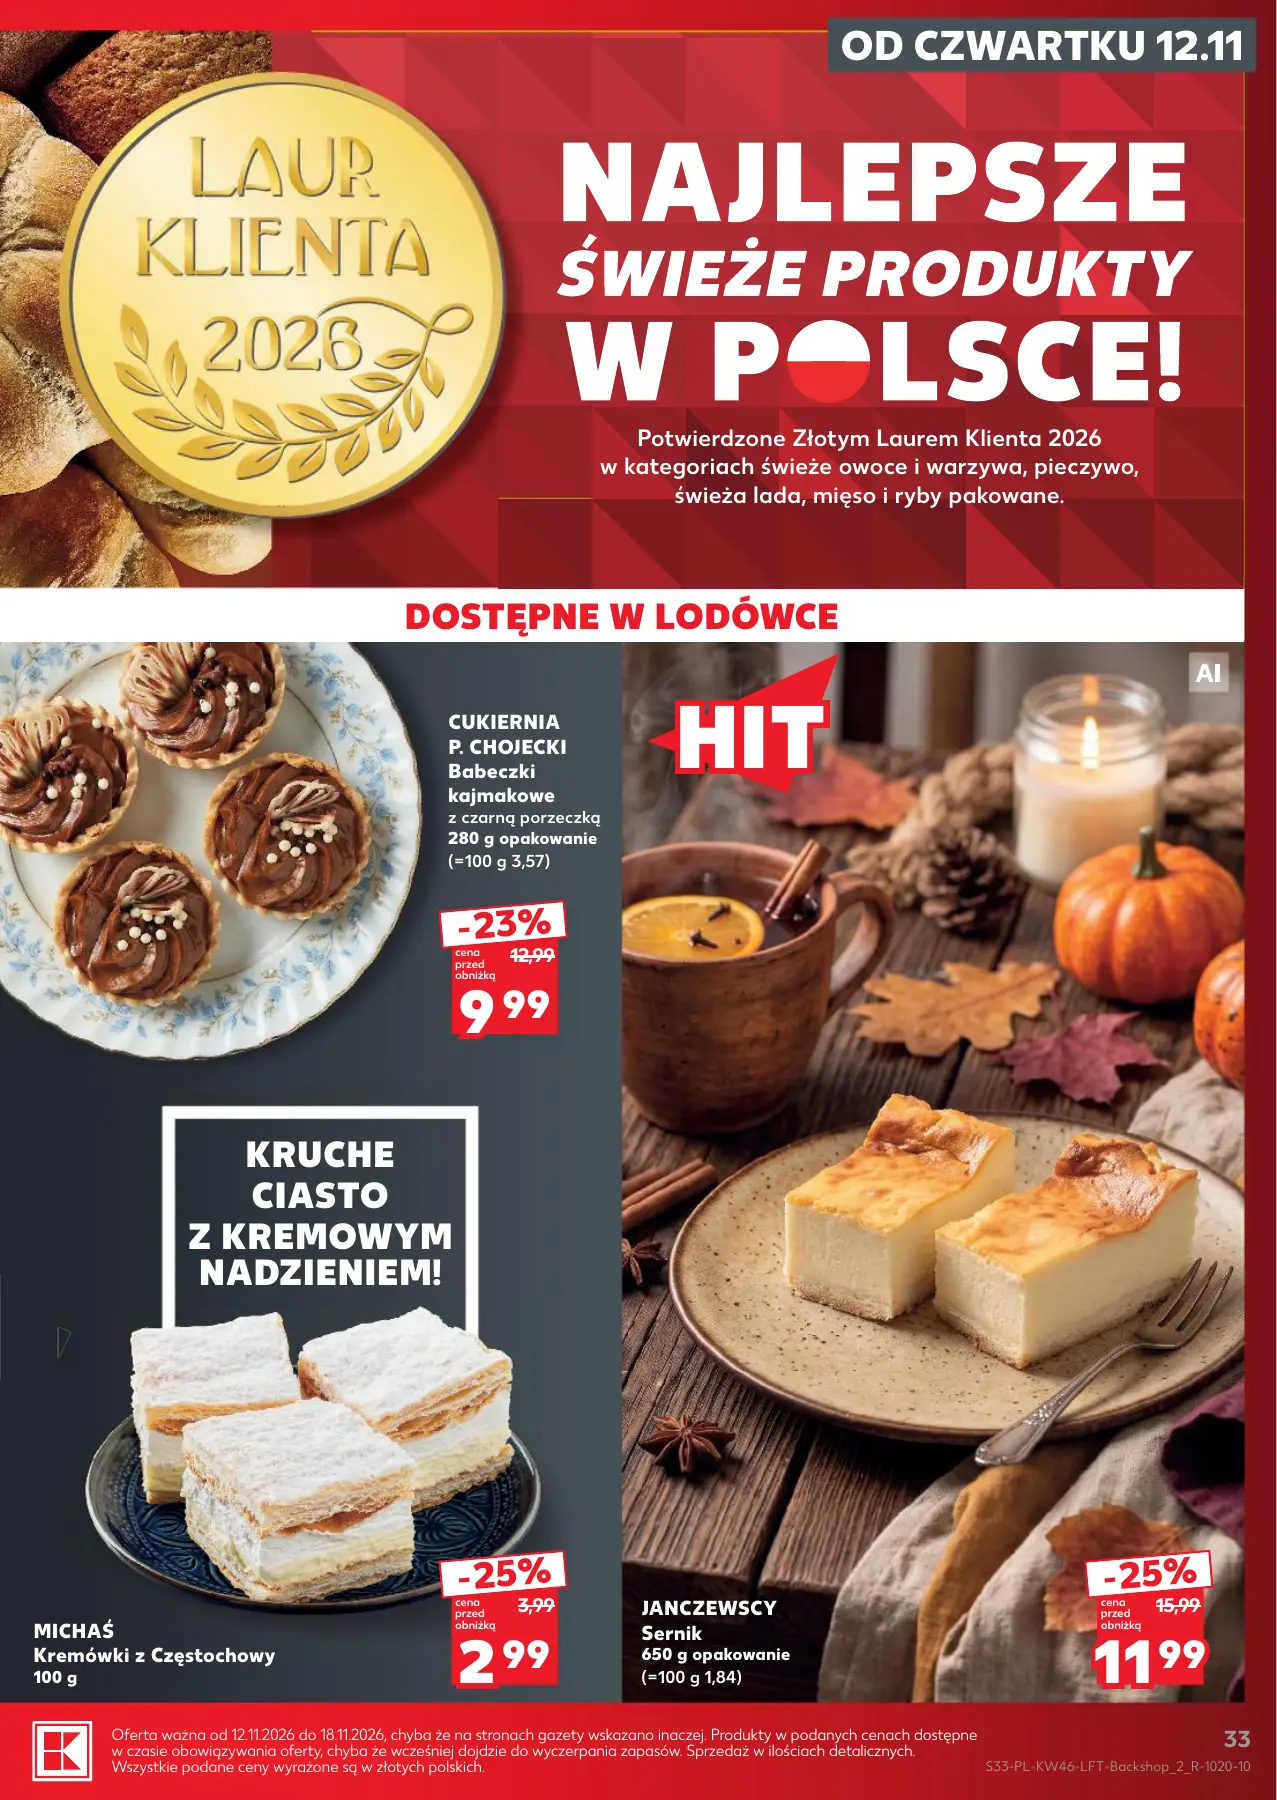 OD CZWARTKU 12.11
LAUR
KLIENTA
2026
NAJLEPSZE
ŚWIEŻE PRODUKTY
W POLSCE!
Potwierdzone Złotym Laurem Klienta 2026
w kategoriach świeże owoce i warzywa, pieczywo,
świeża lada, mięso i ryby pakowane.
DOSTĘPNE W LODÓWCE
CUKIERNIA
P. CHOJECKI
Babeczki
kajmakowe
z czarną porzeczką
280 g opakowanie
(=100 g 3,57)
-23%
cena
przed
obniżką
12,99
9 99
HIT
AI
KRUCHE
CIASTO
Z KREMOWYM
NADZIENIEM!
MICHAŚ
Kremówki z Częstochowy
100 g
-25%
cena
przed
obniżką
3,99
2 99
JANCZEWSCY
Sernik
650 g opakowanie
(=100 g 1,84)
-25%
cena
przed
obniżką
15,99
11 99
Oferta ważna od 12.11.2026 do 18.11.2026, chyba że na stronach gazety wskazano inaczej. Produkty w podanych cenach dostępne
w czasie obowiązywania oferty, chyba że wcześniej dojdzie do wyczerpania zapasów. Sprzedaż w ilościach detalicznych.
Wszystkie podane ceny wyrażone są w złotych polskich.
33
S33-PL-KW46-LFT-Backshop_2_R-1020-10